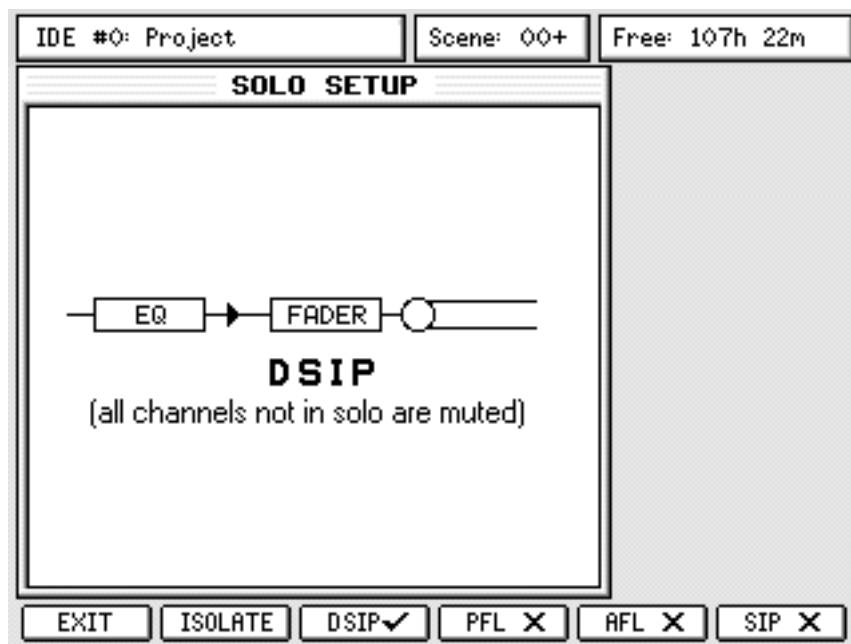 IDE #0: Project
Scene: 00+
Free: 107h 22m
SOLO SETUP
EQ
FADER
DSIP
(all channels not in solo are muted)
EXIT
ISOLATE
DSIP✓
PFL X
AFL X
SIP X